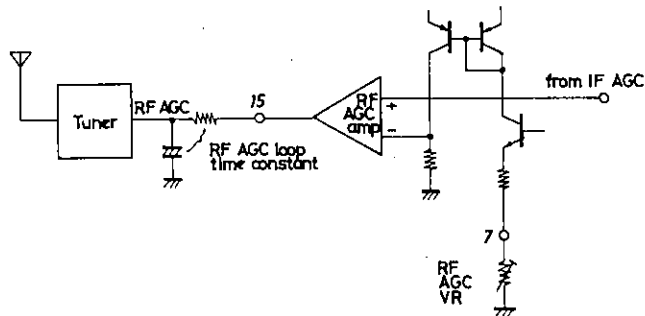 from IF AGC
RF AGC
15
RF
AGC
amp
+
-
Tuner
RF AGC loop
time constant
7
RF
AGC
VR